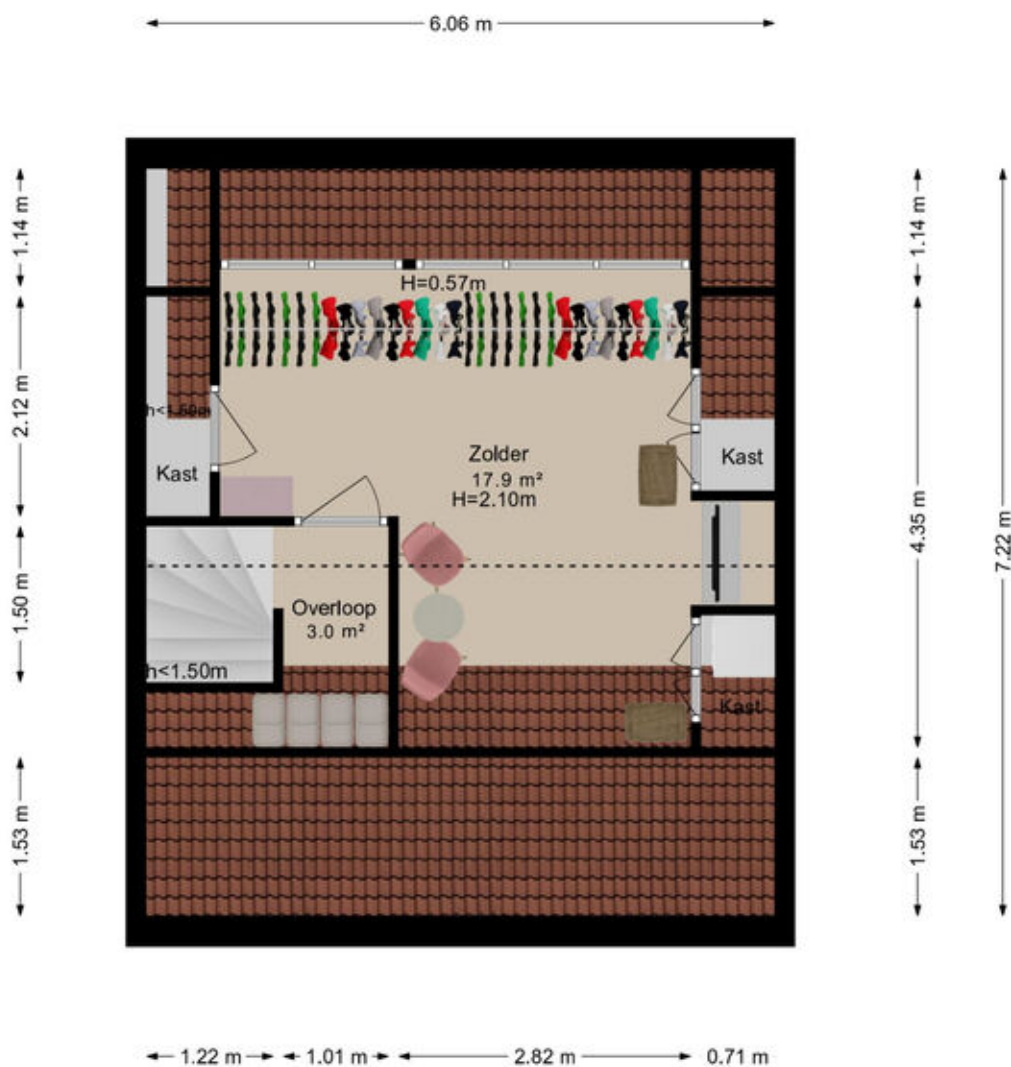 6.06 m
1.14 m
1.14 m
H=0.57m
2.12 m
h<1.50m
Kast
Zolder
17.9 m²
H=2.10m
Kast
4.35 m
7.22 m
1.50 m
Overloop
3.0 m²
h<1.50m
Kast
1.53 m
1.53 m
1.22 m
1.01 m
2.82 m
0.71 m